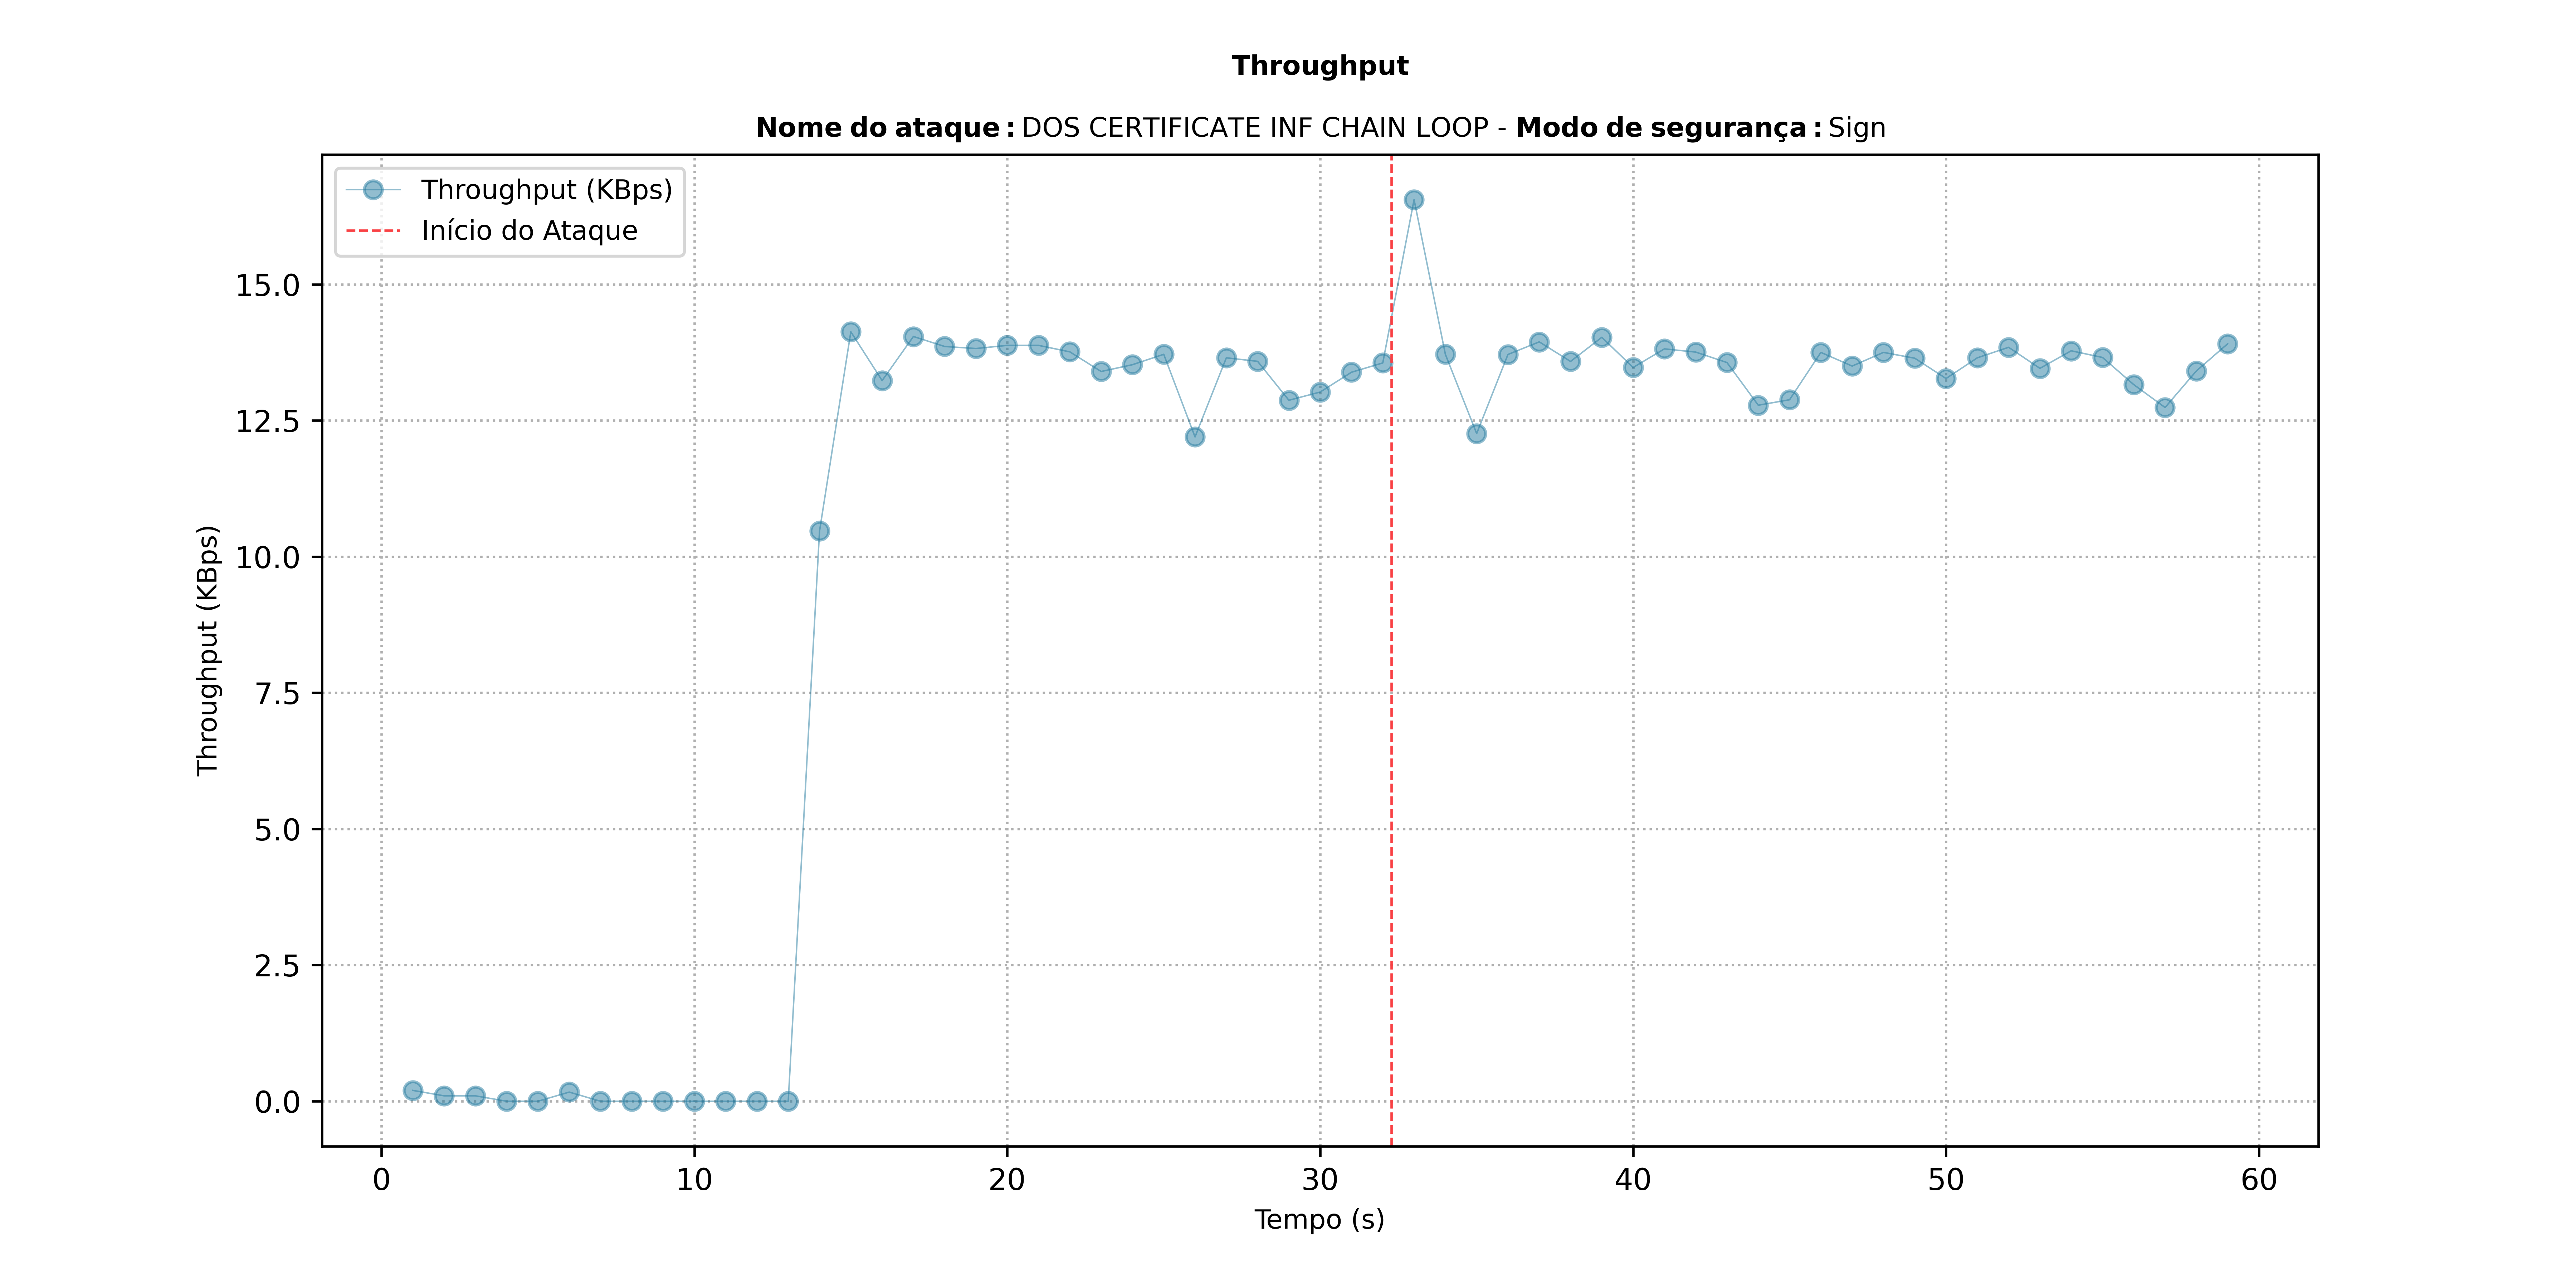 Throughput
Nome do ataque: DOS CERTIFICATE INF CHAIN LOOP - Modo de segurança: Sign
Throughput (KBps)
Início do Ataque
Throughput (KBps)
15.0
12.5
10.0
7.5
5.0
2.5
0.0
0 10 20 30 40 50 60
Tempo (s)